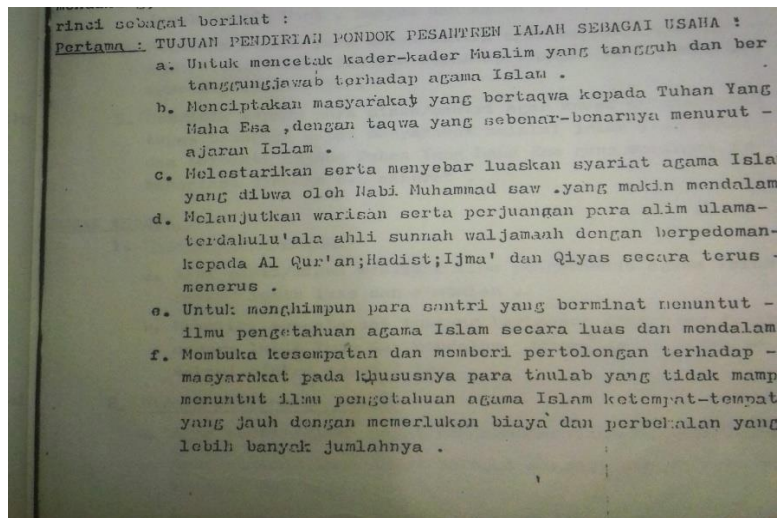 rinci sebagai berikut :
Pertama : TUJUAN PENDIRIAN PONDOK PESANTREN IALAH SEBAGAI USAHA :
a. Untuk mencetak kader-kader Muslim yang tangguh dan ber
tanggungjawab terhadap agama Islam .
b. Menciptakan masyarakat yang bertaqwa kepada Tuhan Yang
Maha Esa ,dengan taqwa yang sebenar-benarnya menurut -
ajaran Islam .
c. Melestarikan serta menyebar luaskan syariat agama Isla
yang dibwa oleh Nabi Muhammad saw .yang makin mendalam
d. Melanjutkan warisan serta perjuangan para alim ulama-
terdahulu'ala ahli sunnah waljamaah dengan berpedoman-
kepada Al Qur'an;Hadist;Ijma' dan Qiyas secara terus -
menerus .
e. Untuk menghimpun para santri yang berminat menuntut -
ilmu pengetahuan agama Islam secara luas dan mendalam
f. Membuka kesempatan dan memberi pertolongan terhadap -
masyarakat pada khususnya para thulab yang tidak mamp
menuntut ilmu pengetahuan agama Islam ketempat-tempat
yang jauh dengan memerlukan biaya dan perbekalan yang
lebih banyak jumlahnya .